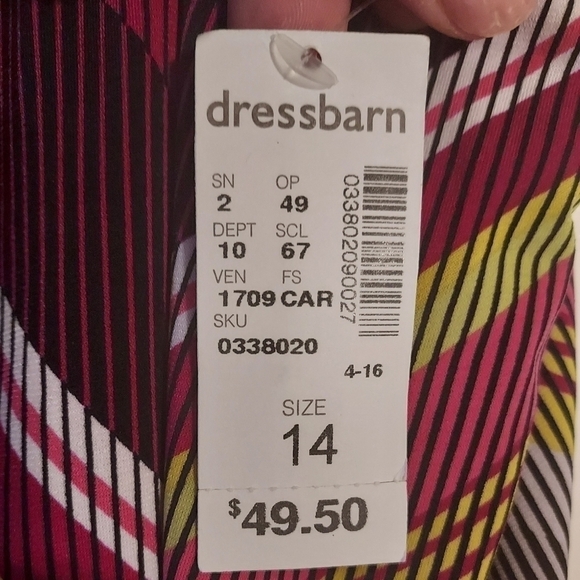 dressbarn
SN OP
2 49
DEPT SCL
10 67
VEN FS
1709 CAR
SKU
0338020
033802090027
4-16
SIZE
14
$49.50